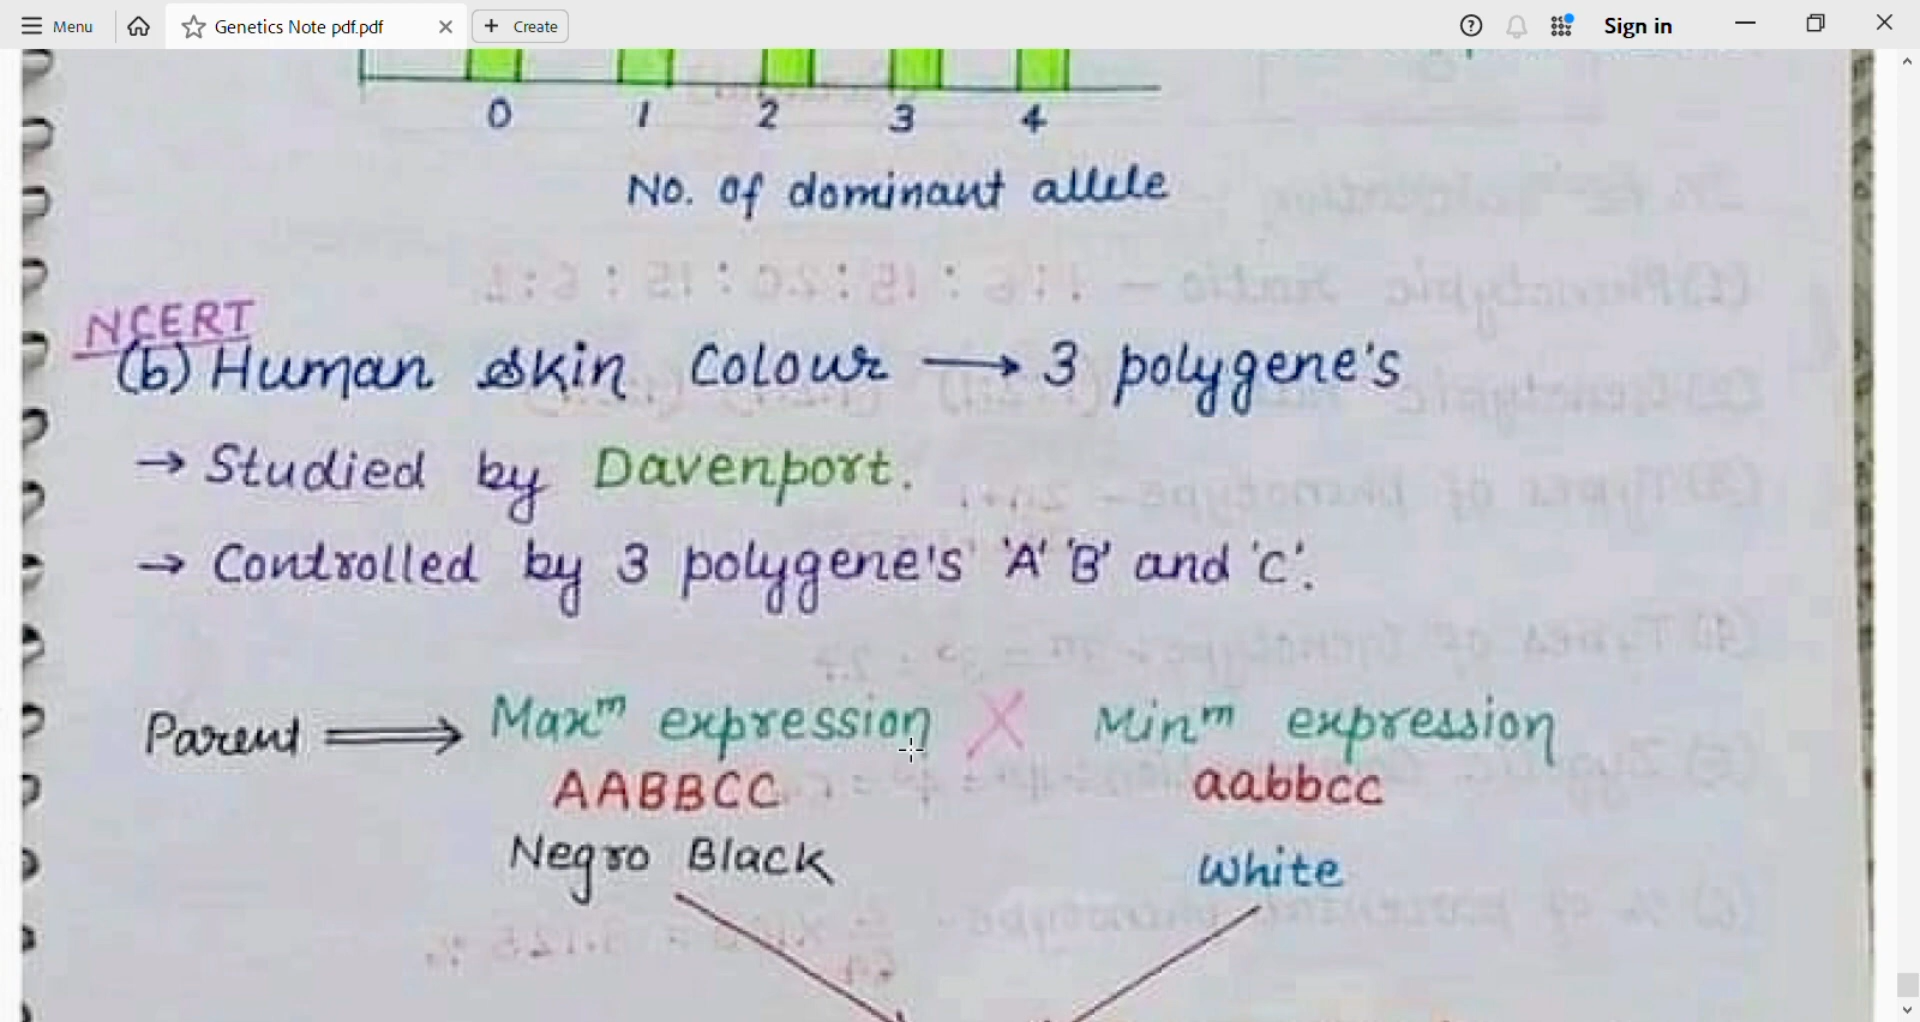 Menu
Genetics Note pdf.pdf
+ Create
Sign in
0 1 2 3 4
No. of dominant allele
NCERT
(b) Human skin Colour → 3 polygene's
→ Studied by Davenport.
→ Controlled by 3 polygene's 'A' 'B' and 'C'.
Parent ⟹ Maxᵐ expression X Minᵐ expression
AABBCC aabbcc
Negro Black White